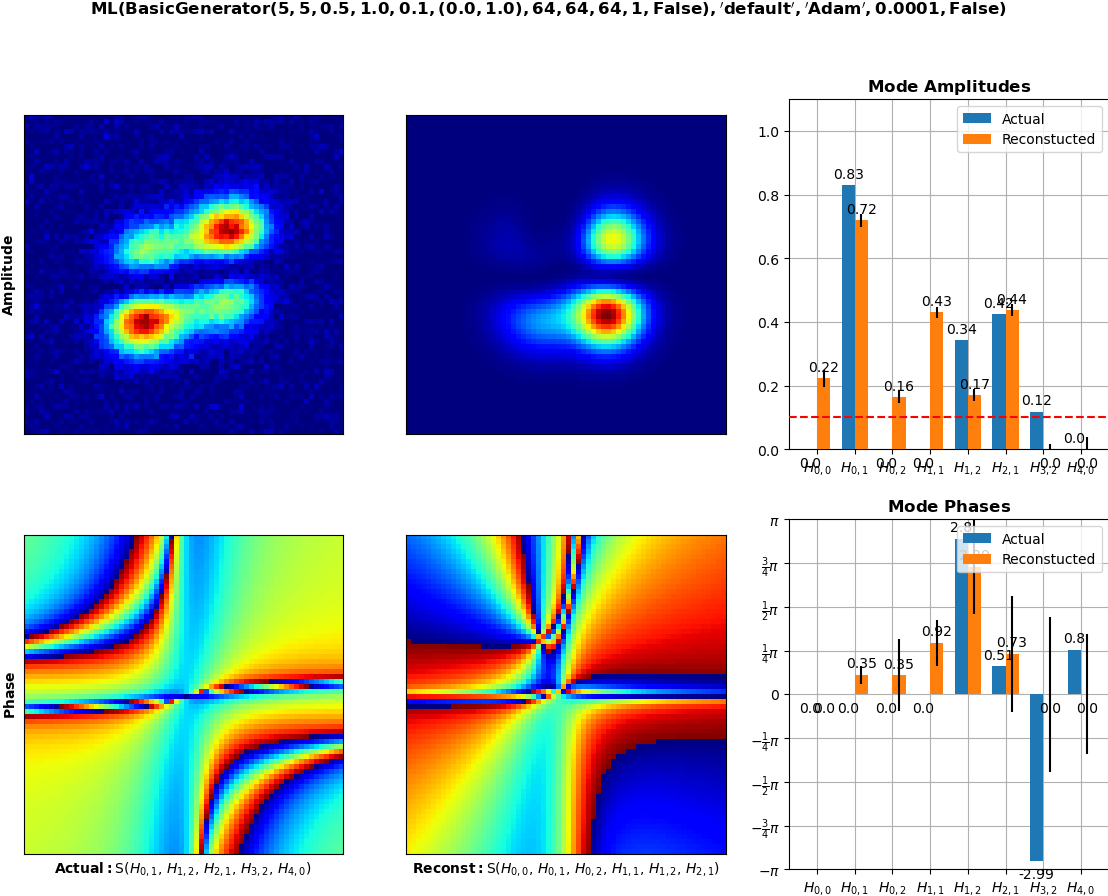 ML(BasicGenerator(5, 5, 0.5, 1.0, 0.1, (0.0, 1.0), 64, 64, 64, 1, False), 'default', 'Adam', 0.0001, False)
Amplitude
Mode Amplitudes
Actual
Reconstucted
1.0
0.8
0.6
0.4
0.2
0.0
0.83
0.72
0.22
0.16
0.43
0.34
0.17
0.42
0.44
0.12
0.0
0.0
0.0
0.0
0.0
0.0
H0,0 H0,1 H0,2 H1,1 H1,2 H2,1 H3,2 H4,0
Phase
Actual: S(H0,1, H1,2, H2,1, H3,2, H4,0)
Reconst: S(H0,0, H0,1, H0,2, H1,1, H1,2, H2,1)
Mode Phases
Actual
Reconstucted
π
3/4π
1/2π
1/4π
0
−1/4π
−1/2π
−3/4π
−π
0.0
0.0
0.0
0.35
0.0
0.35
0.0
0.92
0.73
0.0
0.8
0.0
-2.99
H0,0 H0,1 H0,2 H1,1 H1,2 H2,1 H3,2 H4,0